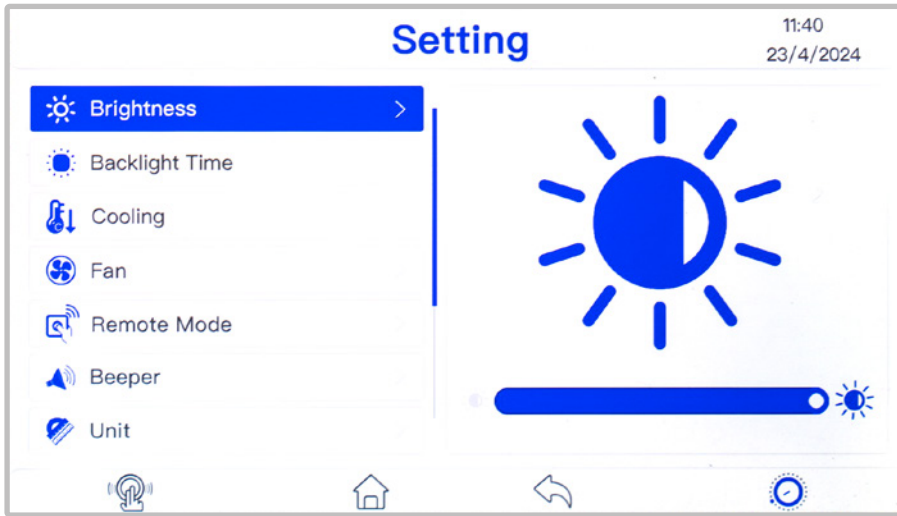 Setting
11:40
23/4/2024
Brightness
Backlight Time
Cooling
Fan
Remote Mode
Beeper
Unit